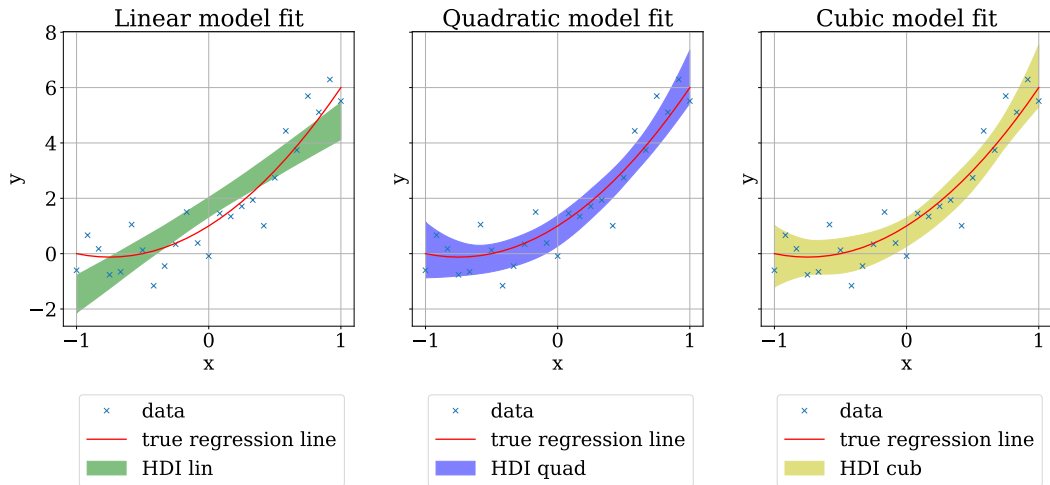 Linear model fit
8
6
4
2
0
−2
y
−1
0
1
x
data
true regression line
HDI lin
Quadratic model fit
y
−1
0
1
x
data
true regression line
HDI quad
Cubic model fit
y
−1
0
1
x
data
true regression line
HDI cub